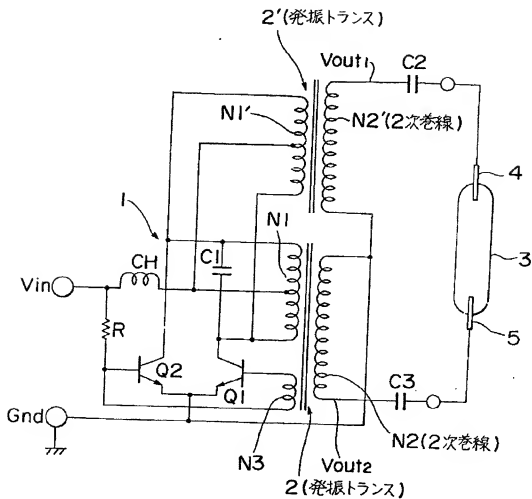 2'(発振トランス)
Vout1
C2
N1'
N2'(2次巻線)
4
1
N1
3
C1
CH
Vin
5
R
Q2
Q1
Gnd
C3
N3
N2(2次巻線)
Vout2
2(発振トランス)